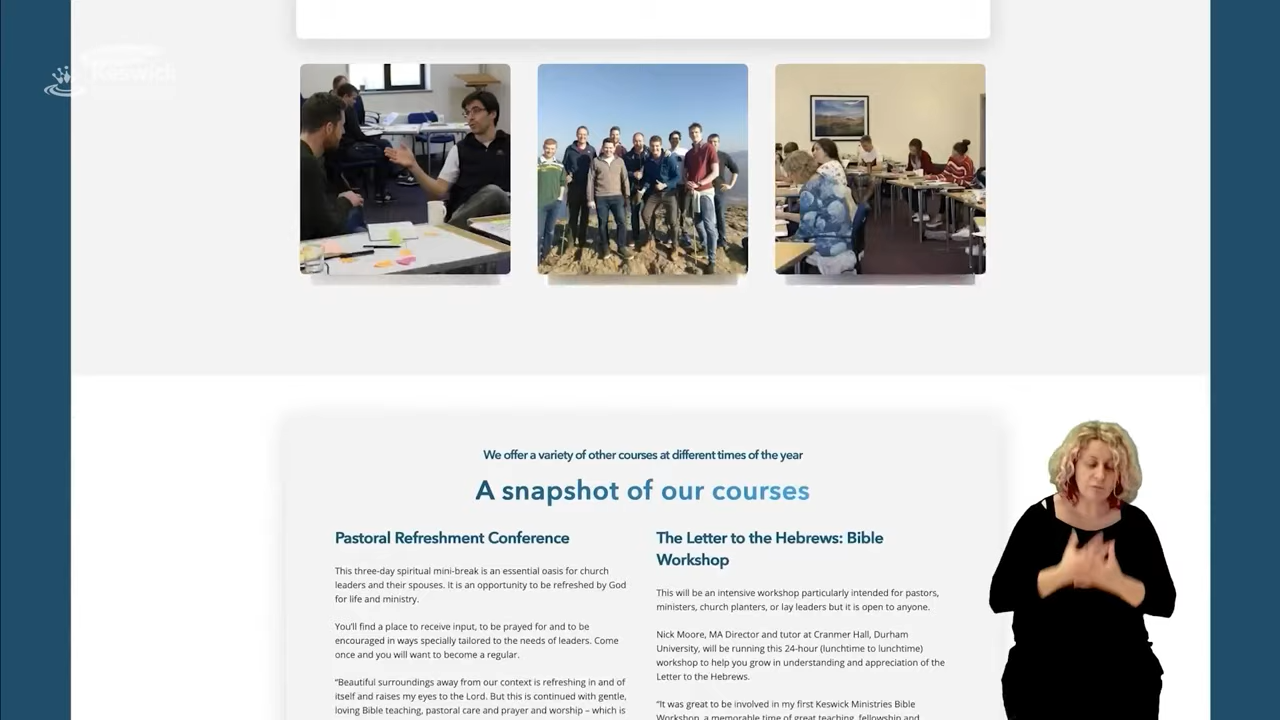 Keswick
We offer a variety of other courses at different times of the year
A snapshot of our courses
Pastoral Refreshment Conference
This three-day spiritual mini-break is an essential oasis for church
leaders and their spouses. It is an opportunity to be refreshed by God
for life and ministry.
You'll find a place to receive input, to be prayed for and to be
encouraged in ways specially tailored to the needs of leaders. Come
once and you will want to become a regular.
“Beautiful surroundings away from our context is refreshing in and of
itself and raises my eyes to the Lord. But this is continued with gentle,
loving Bible teaching, pastoral care and prayer and worship – which is
The Letter to the Hebrews: Bible
Workshop
This will be an intensive workshop particularly intended for pastors,
ministers, church planters, or lay leaders but it is open to anyone.
Nick Moore, MA Director and tutor at Cranmer Hall, Durham
University, will be running this 24-hour (lunchtime to lunchtime)
workshop to help you grow in understanding and appreciation of the
Letter to the Hebrews.
“It was great to be involved in my first Keswick Ministries Bible
Workshop, a memorable time of great teaching, fellowship and